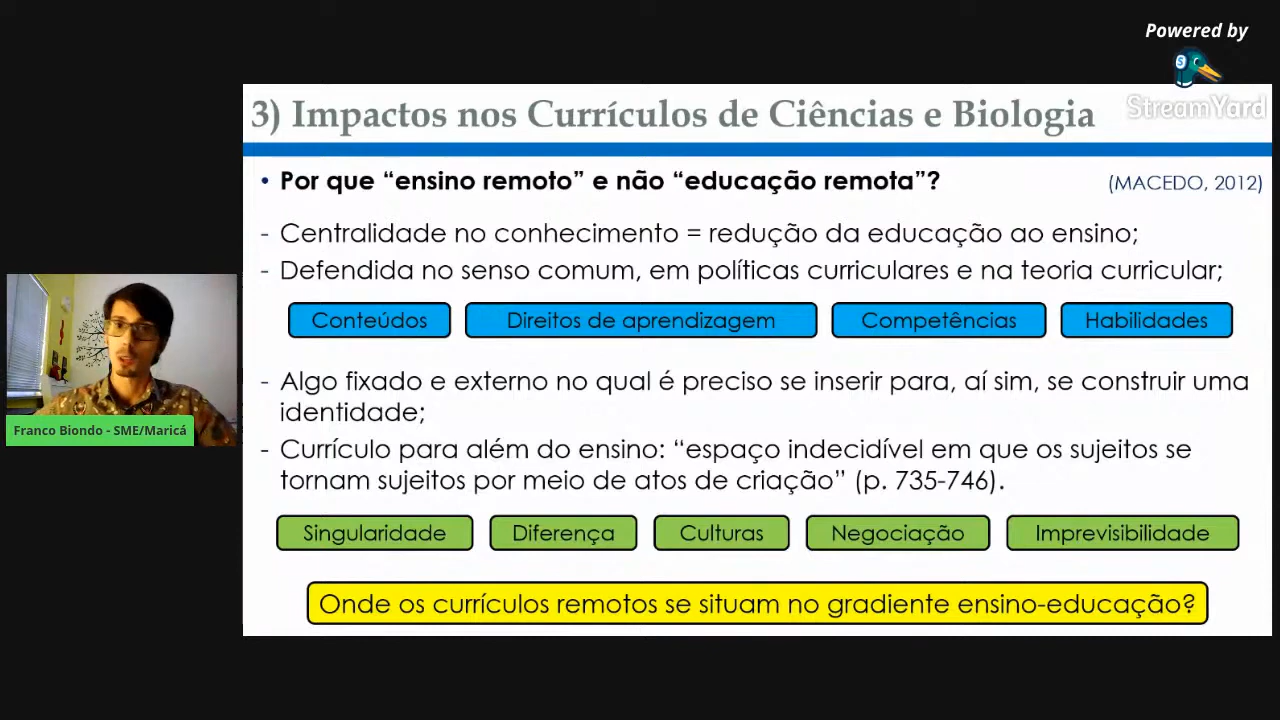 Powered by
StreamYard
3) Impactos nos Currículos de Ciências e Biologia
• Por que “ensino remoto” e não “educação remota”? (MACEDO, 2012)
- Centralidade no conhecimento = redução da educação ao ensino;
- Defendida no senso comum, em políticas curriculares e na teoria curricular;
Conteúdos Direitos de aprendizagem Competências Habilidades
- Algo fixado e externo no qual é preciso se inserir para, aí sim, se construir uma
identidade;
- Currículo para além do ensino: “espaço indecidível em que os sujeitos se
tornam sujeitos por meio de atos de criação” (p. 735-746).
Singularidade Diferença Culturas Negociação Imprevisibilidade
Onde os currículos remotos se situam no gradiente ensino-educação?
Franco Biondo - SME/Maricá